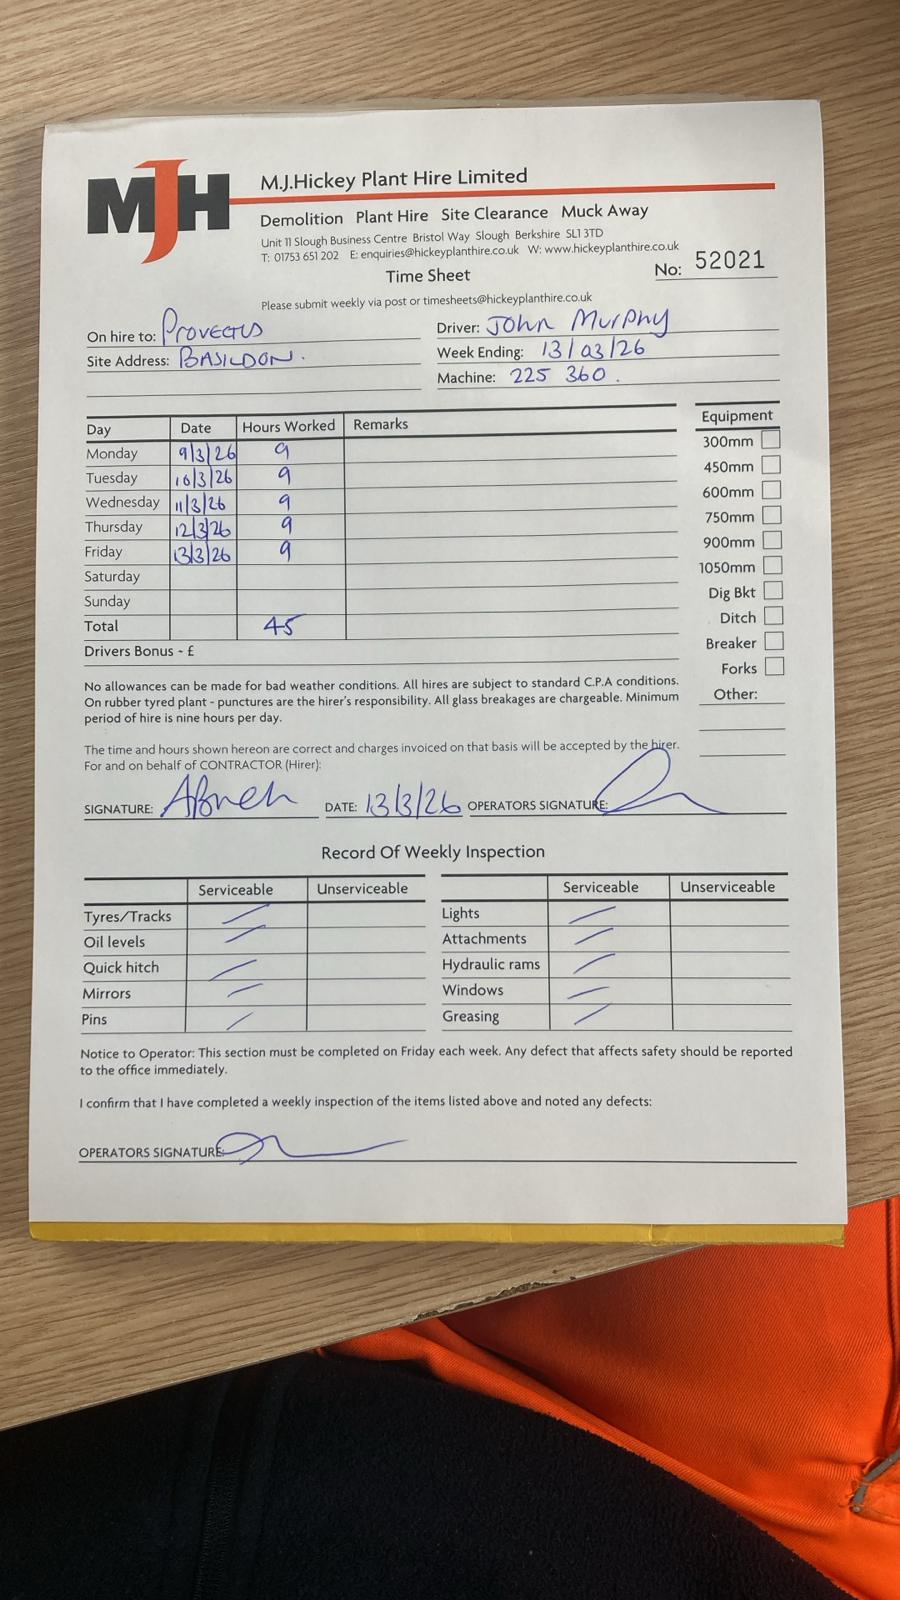 MJH
M.J.Hickey Plant Hire Limited
Demolition Plant Hire Site Clearance Muck Away
Unit 11 Slough Business Centre Bristol Way Slough Berkshire SL1 3TD
T: 01753 651 202 E: enquiries@hickeyplanthire.co.uk W: www.hickeyplanthire.co.uk
Time Sheet
No: 52021
Please submit weekly via post or timesheets@hickeyplanthire.co.uk
On hire to: PROVECTUS
Driver: JOHN MURPHY
Site Address: BASILDON.
Week Ending: 13/03/26
Machine: 225 360.
Day Date Hours Worked Remarks
Monday 9/3/26 9
Tuesday 10/3/26 9
Wednesday 11/3/26 9
Thursday 12/3/26 9
Friday 13/3/26 9
Saturday
Sunday
Total 45
Drivers Bonus - £
Equipment
300mm
450mm
600mm
750mm
900mm
1050mm
Dig Bkt
Ditch
Breaker
Forks
Other:
No allowances can be made for bad weather conditions. All hires are subject to standard C.P.A conditions.
On rubber tyred plant - punctures are the hirer's responsibility. All glass breakages are chargeable. Minimum
period of hire is nine hours per day.
The time and hours shown hereon are correct and charges invoiced on that basis will be accepted by the hirer.
For and on behalf of CONTRACTOR (Hirer):
SIGNATURE: DATE: 13/3/26 OPERATORS SIGNATURE:
Record Of Weekly Inspection
Serviceable Unserviceable Serviceable Unserviceable
Tyres/Tracks Lights
Oil levels Attachments
Quick hitch Hydraulic rams
Mirrors Windows
Pins Greasing
Notice to Operator: This section must be completed on Friday each week. Any defect that affects safety should be reported
to the office immediately.
I confirm that I have completed a weekly inspection of the items listed above and noted any defects:
OPERATORS SIGNATURE: